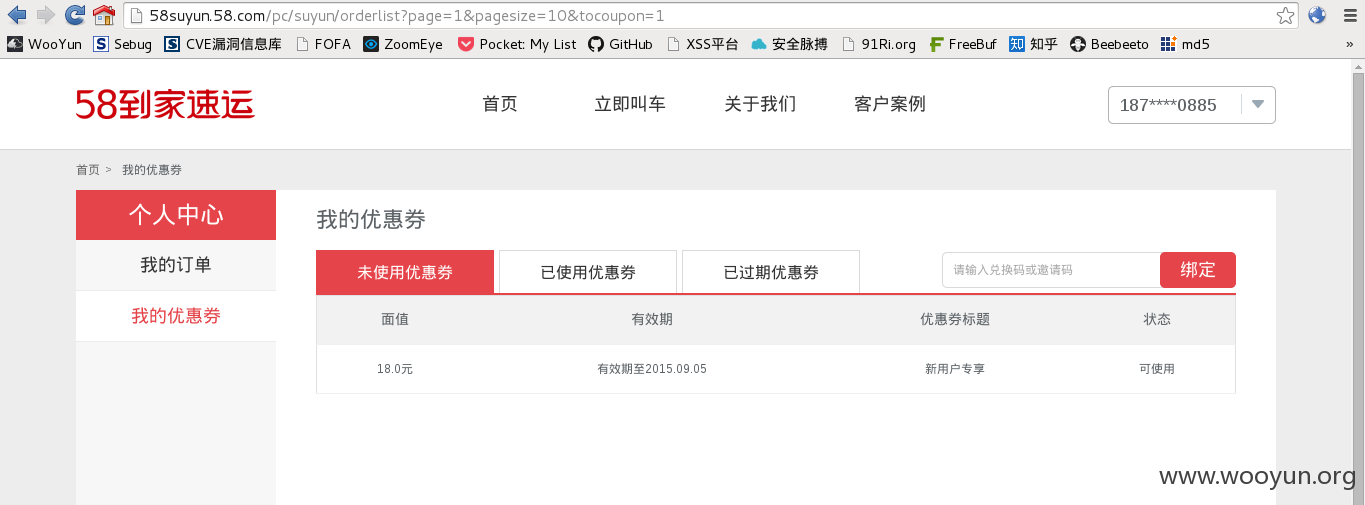 58suyun.58.com/pc/suyun/orderlist?page=1&pagesize=10&tocoupon=1
WooYun Sebug CVE漏洞信息库 FOFA ZoomEye Pocket: My List GitHub XSS平台 安全脉搏 91Ri.org FreeBuf 知乎 Beebeeto md5 »
58到家速运 首页 立即叫车 关于我们 客户案例 187****0885
首页 > 我的优惠券
个人中心
我的订单
我的优惠券
我的优惠券
未使用优惠券 已使用优惠券 已过期优惠券 请输入兑换码或邀请码 绑定
面值 有效期 优惠券标题 状态
18.0元 有效期至2015.09.05 新用户专享 可使用
www.wooyun.org